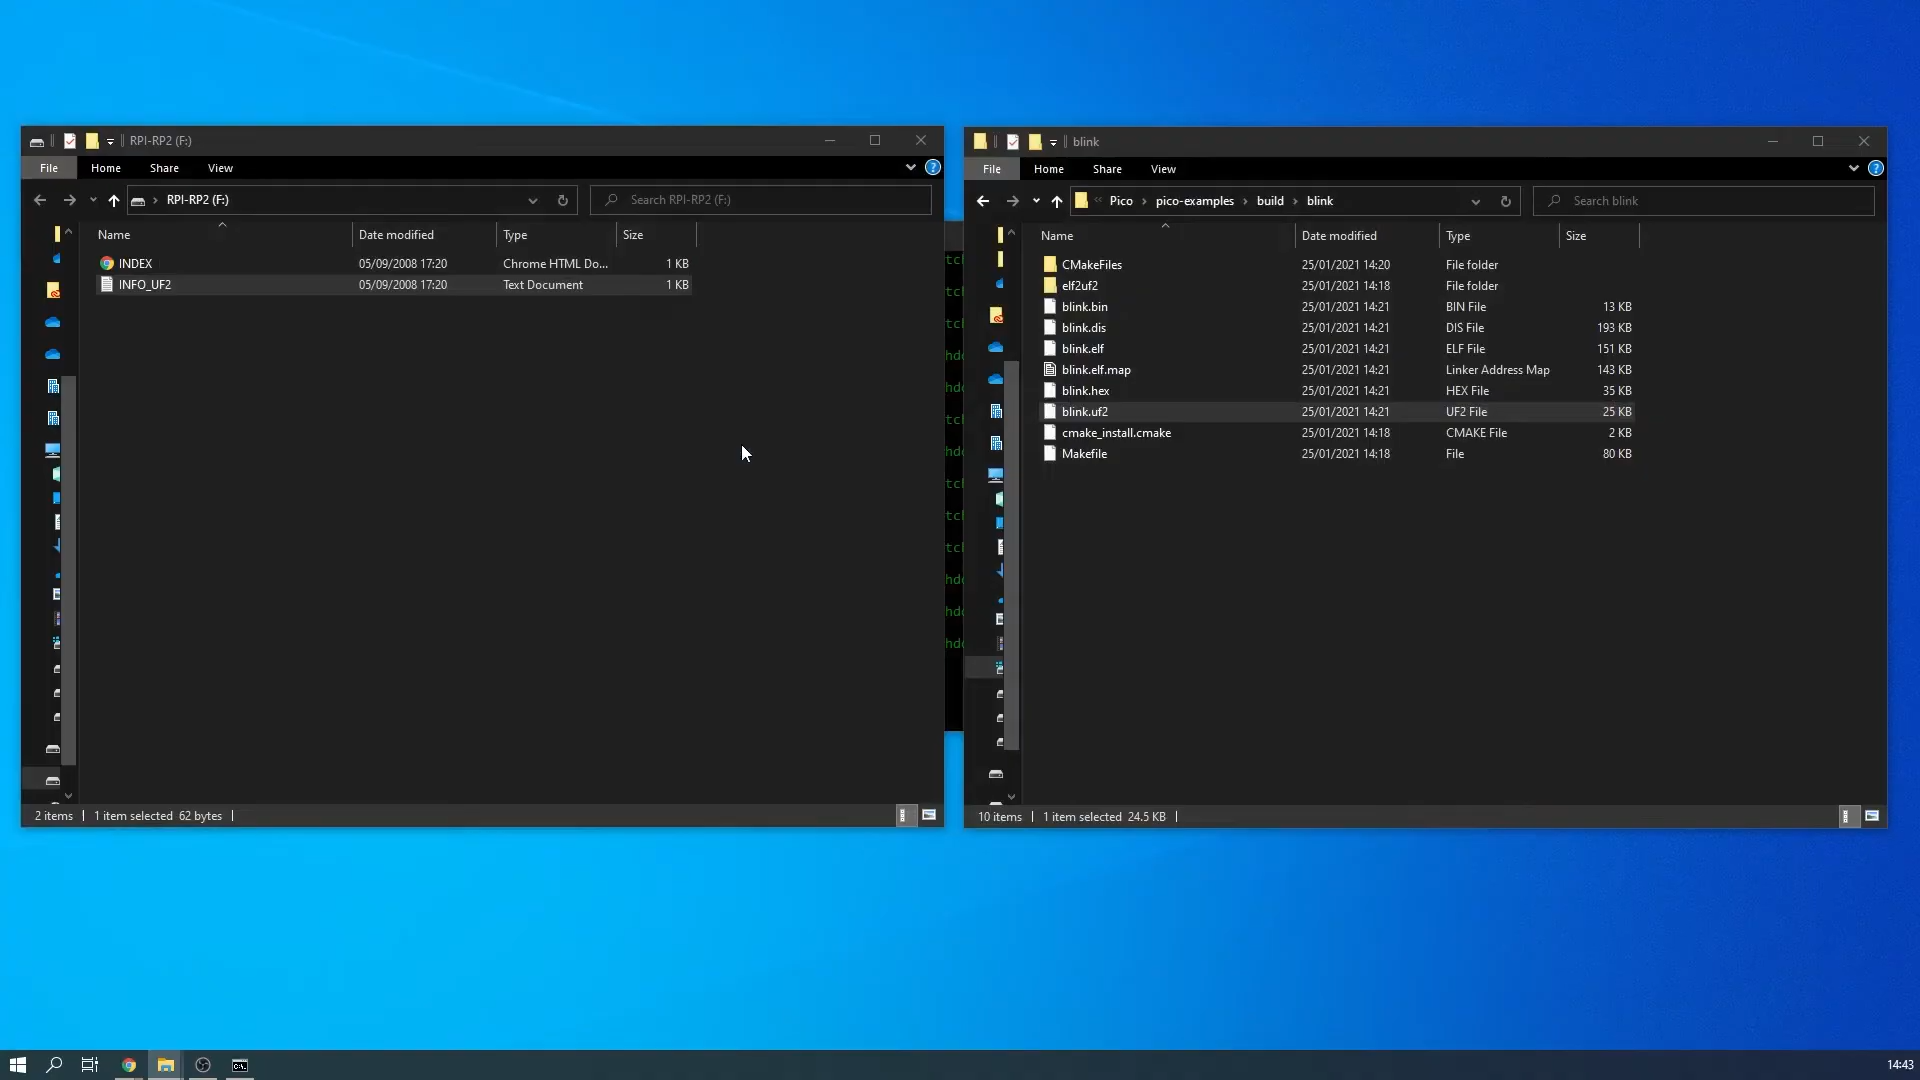 RPI-RP2 (F:)
File Home Share View
RPI-RP2 (F:) Search RPI-RP2 (F:)
Name Date modified Type Size
INDEX 05/09/2008 17:20 Chrome HTML Do... 1 KB
INFO_UF2 05/09/2008 17:20 Text Document 1 KB
2 items 1 item selected 62 bytes
blink
File Home Share View
Pico pico-examples build blink Search blink
Name Date modified Type Size
CMakeFiles 25/01/2021 14:20 File folder
elf2uf2 25/01/2021 14:18 File folder
blink.bin 25/01/2021 14:21 BIN File 13 KB
blink.dis 25/01/2021 14:21 DIS File 193 KB
blink.elf 25/01/2021 14:21 ELF File 151 KB
blink.elf.map 25/01/2021 14:21 Linker Address Map 143 KB
blink.hex 25/01/2021 14:21 HEX File 35 KB
blink.uf2 25/01/2021 14:21 UF2 File 25 KB
cmake_install.cmake 25/01/2021 14:18 CMAKE File 2 KB
Makefile 25/01/2021 14:18 File 80 KB
10 items 1 item selected 24.5 KB
14:43